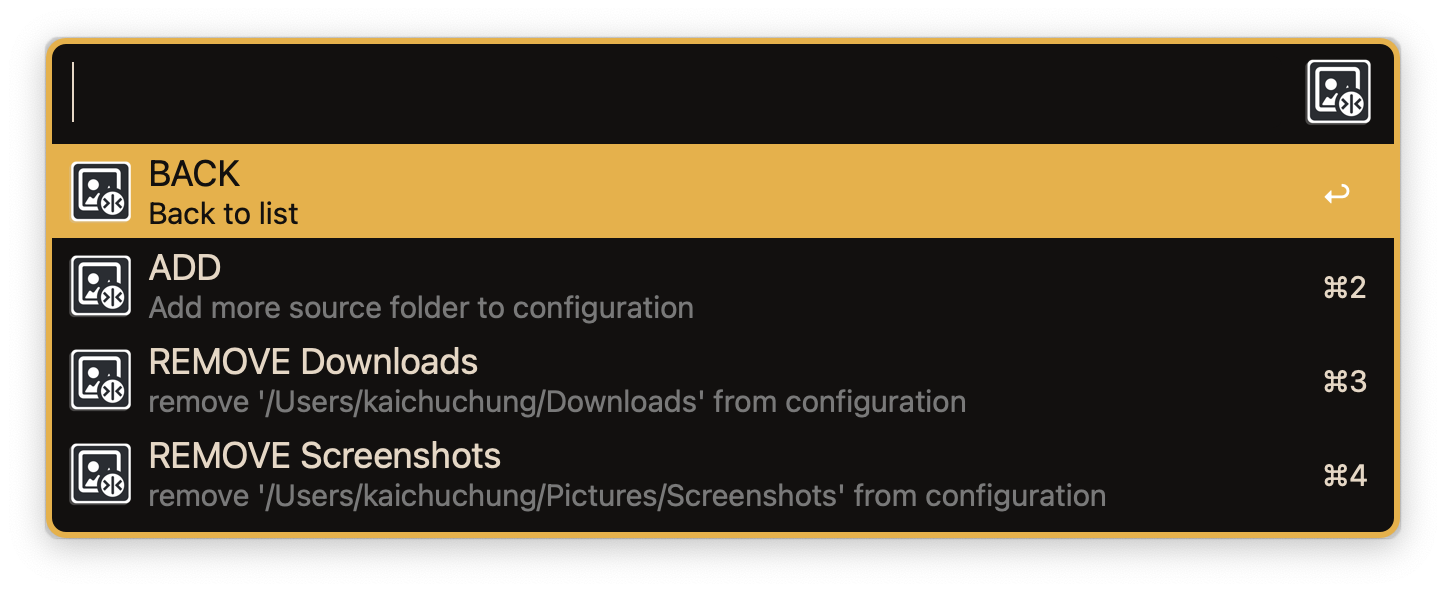 BACK
Back to list
↩
ADD
Add more source folder to configuration
⌘2
REMOVE Downloads
remove '/Users/kaichuchung/Downloads' from configuration
⌘3
REMOVE Screenshots
remove '/Users/kaichuchung/Pictures/Screenshots' from configuration
⌘4